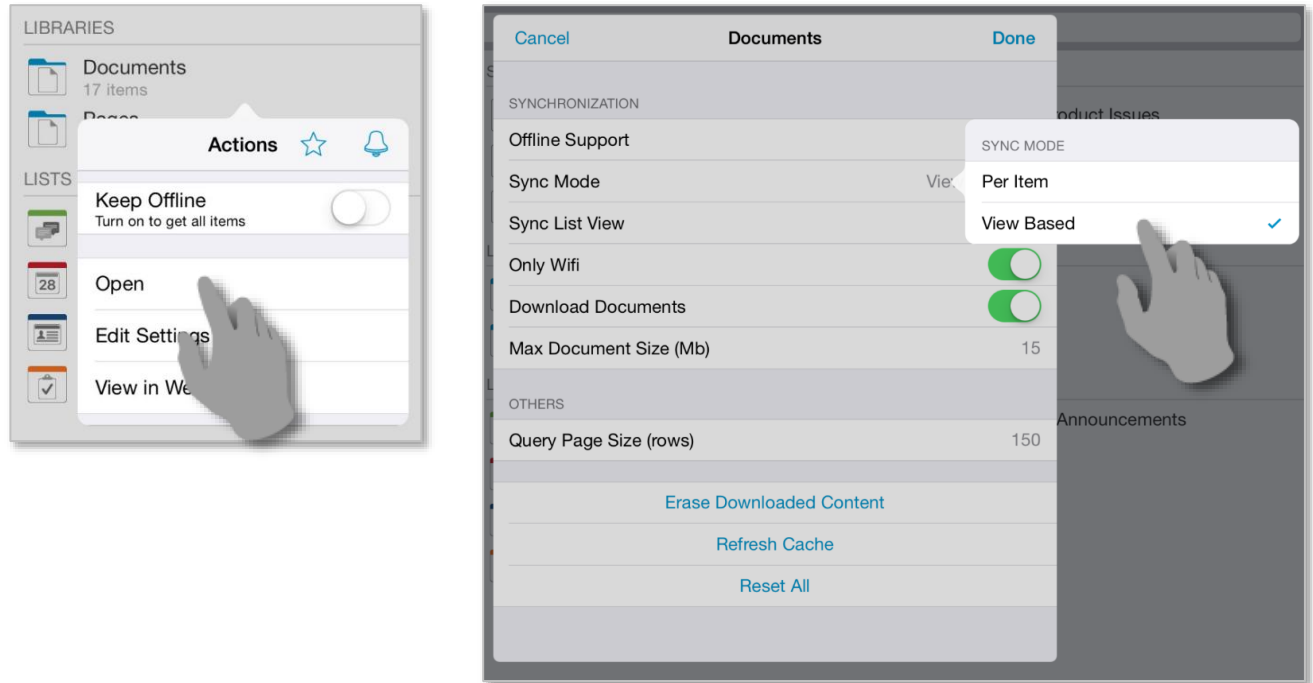 LIBRARIES
Documents
17 items
Pages
Actions
LISTS
Keep Offline
Turn on to get all items
28
Open
Edit Settings
View in We
Cancel
Documents
Done
SYNCHRONIZATION
Offline Support
Sync Mode
Vie
Sync List View
Only Wifi
Download Documents
Max Document Size (Mb)
15
OTHERS
Query Page Size (rows)
150
Erase Downloaded Content
Refresh Cache
Reset All
oduct Issues
SYNC MODE
Per Item
View Based
Announcements